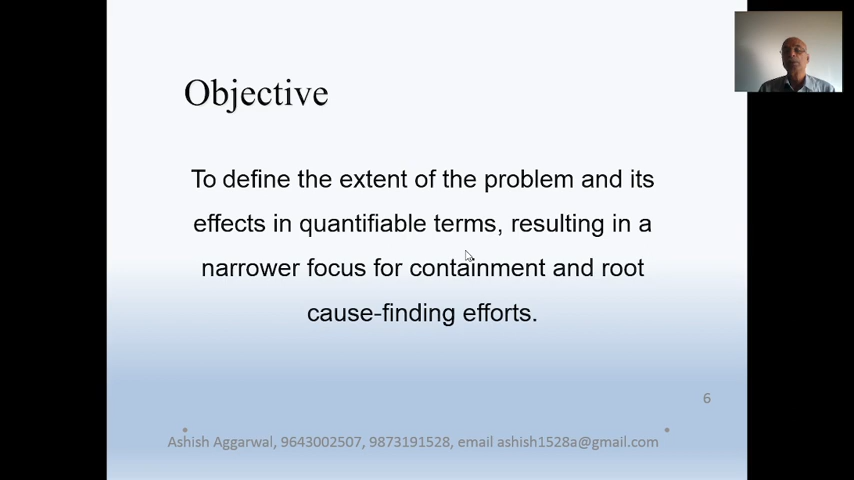 Objective
To define the extent of the problem and its
effects in quantifiable terms, resulting in a
narrower focus for containment and root
cause-finding efforts.
6
Ashish Aggarwal, 9643002507, 9873191528, email ashish1528a@gmail.com